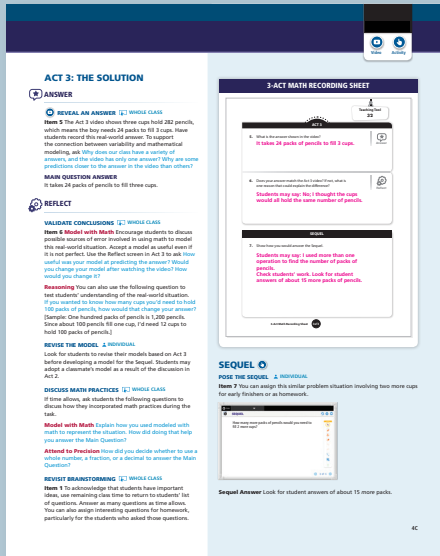 Video
Activity
ACT 3: THE SOLUTION
ANSWER
REVEAL AN ANSWER WHOLE CLASS
Item 5 The Act 3 video shows three cups hold 282 pencils,
which means the boy needs 24 packs to fill 3 cups. Have
students record this real-world answer. To support
the connection between variability and mathematical
modeling, ask Why does our class have a variety of
answers, and the video has only one answer? Why are some
predictions closer to the answer in the video than others?
MAIN QUESTION ANSWER
It takes 24 packs of pencils to fill three cups.
REFLECT
VALIDATE CONCLUSIONS WHOLE CLASS
Item 6 Model with Math Encourage students to discuss
possible sources of error involved in using math to model
this real-world situation. Accept a model as useful even if
it is not perfect. Use the Reflect screen in Act 3 to ask How
useful was your model at predicting the answer? Would
you change your model after watching the video? How
would you change it?
Reasoning You can also use the following question to
test students' understanding of the real-world situation.
If you wanted to know how many cups you'd need to hold
100 packs of pencils, how would that change your answer?
[Sample: One hundred packs of pencils is 1,200 pencils.
Since about 100 pencils fill one cup, I'd need 12 cups to
hold 100 packs of pencils.]
REVISE THE MODEL INDIVIDUAL
Look for students to revise their models based on Act 3
before developing a model for the Sequel. Students may
adopt a classmate's model as a result of the discussion in
Act 2.
DISCUSS MATH PRACTICES WHOLE CLASS
If time allows, ask students the following questions to
discuss how they incorporated math practices during the
task.
Model with Math Explain how you used modeled with
math to represent the situation. How did doing that help
you answer the Main Question?
Attend to Precision How did you decide whether to use a
whole number, a fraction, or a decimal to answer the Main
Question?
REVISIT BRAINSTORMING WHOLE CLASS
Item 1 To acknowledge that students have important
ideas, use remaining class time to return to students' list
of questions. Answer as many questions as time allows.
You can also assign interesting questions for homework,
particularly for the students who asked those questions.
3-ACT MATH RECORDING SHEET
Teaching Tool
22
ACT 3
5. What is the answer shown in the video?
It takes 24 packs of pencils to fill 3 cups.
6. Does your answer match the Act 3 video? If not, what is
one reason that could explain the difference?
Students may say: No; I thought the cups
would all hold the same number of pencils.
SEQUEL
7. Show how you would answer the Sequel.
Students may say: I used more than one
operation to find the number of packs of
pencils.
Check students' work. Look for student
answers of about 15 more packs of pencils.
3-Act Math Recording Sheet
SEQUEL
POSE THE SEQUEL INDIVIDUAL
Item 7 You can assign this similar problem situation involving two more cups
for early finishers or as homework.
How many more packs of pencils would you need to
fill 2 more cups?
Sequel Answer Look for student answers of about 15 more packs.
4C